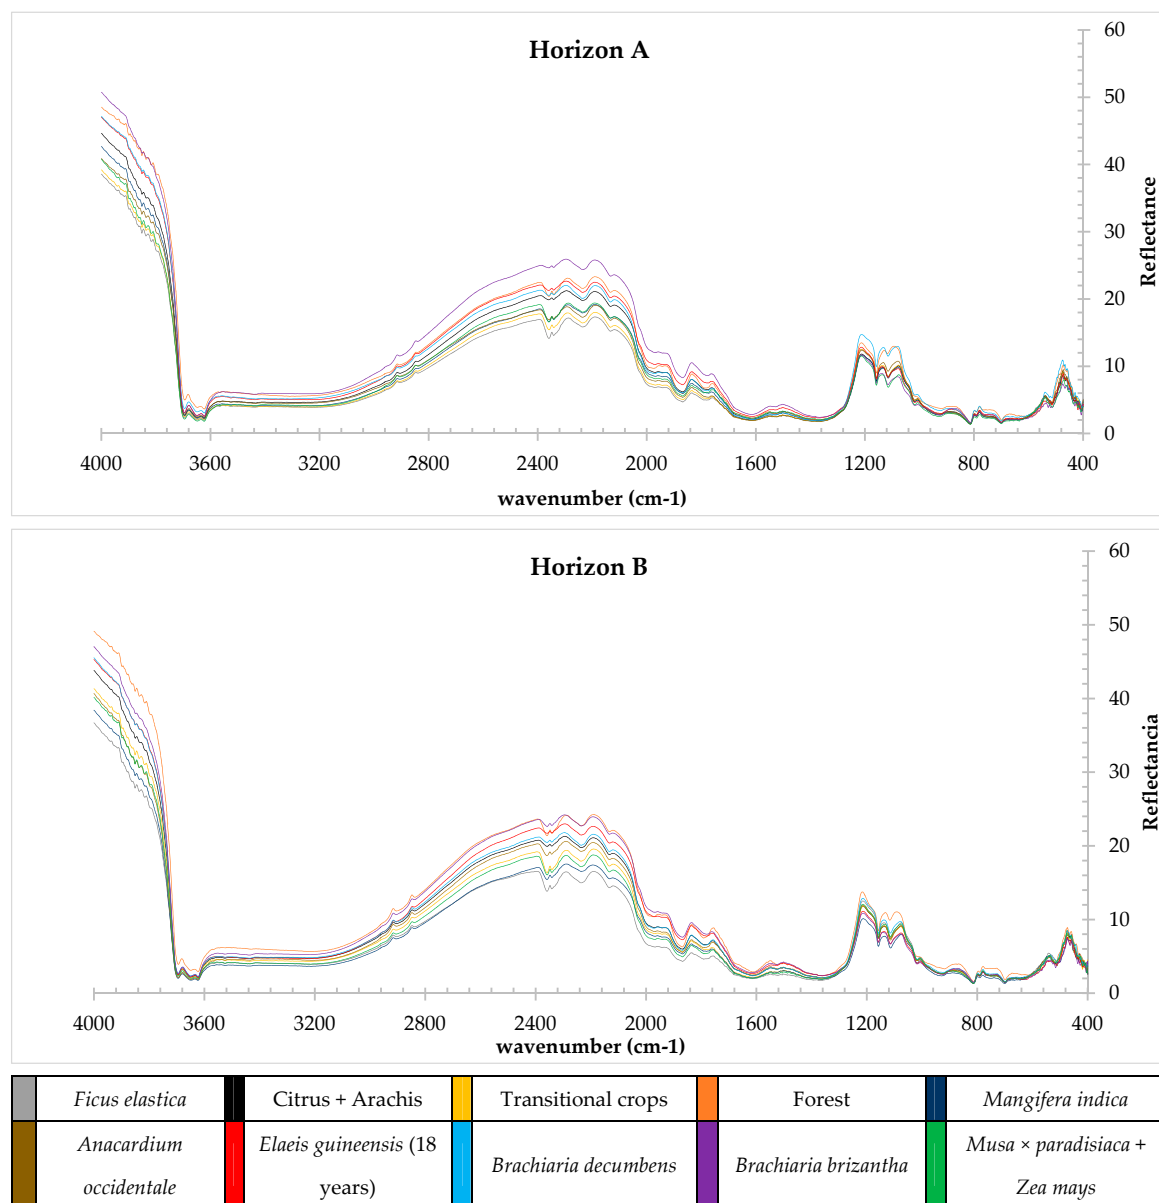 Horizon A
60
50
40
30
20
10
0
Reflectance
4000 3600 3200 2800 2400 2000 1600 1200 800 400
wavenumber (cm-1)
Horizon B
60
50
40
30
20
10
0
Reflectancia
4000 3600 3200 2800 2400 2000 1600 1200 800 400
wavenumber (cm-1)
Ficus elastica Citrus + Arachis Transitional crops Forest Mangifera indica
Anacardium
occidentale
Elaeis guineensis (18
years)
Brachiaria decumbens
Brachiaria brizantha
Musa × paradisiaca +
Zea mays